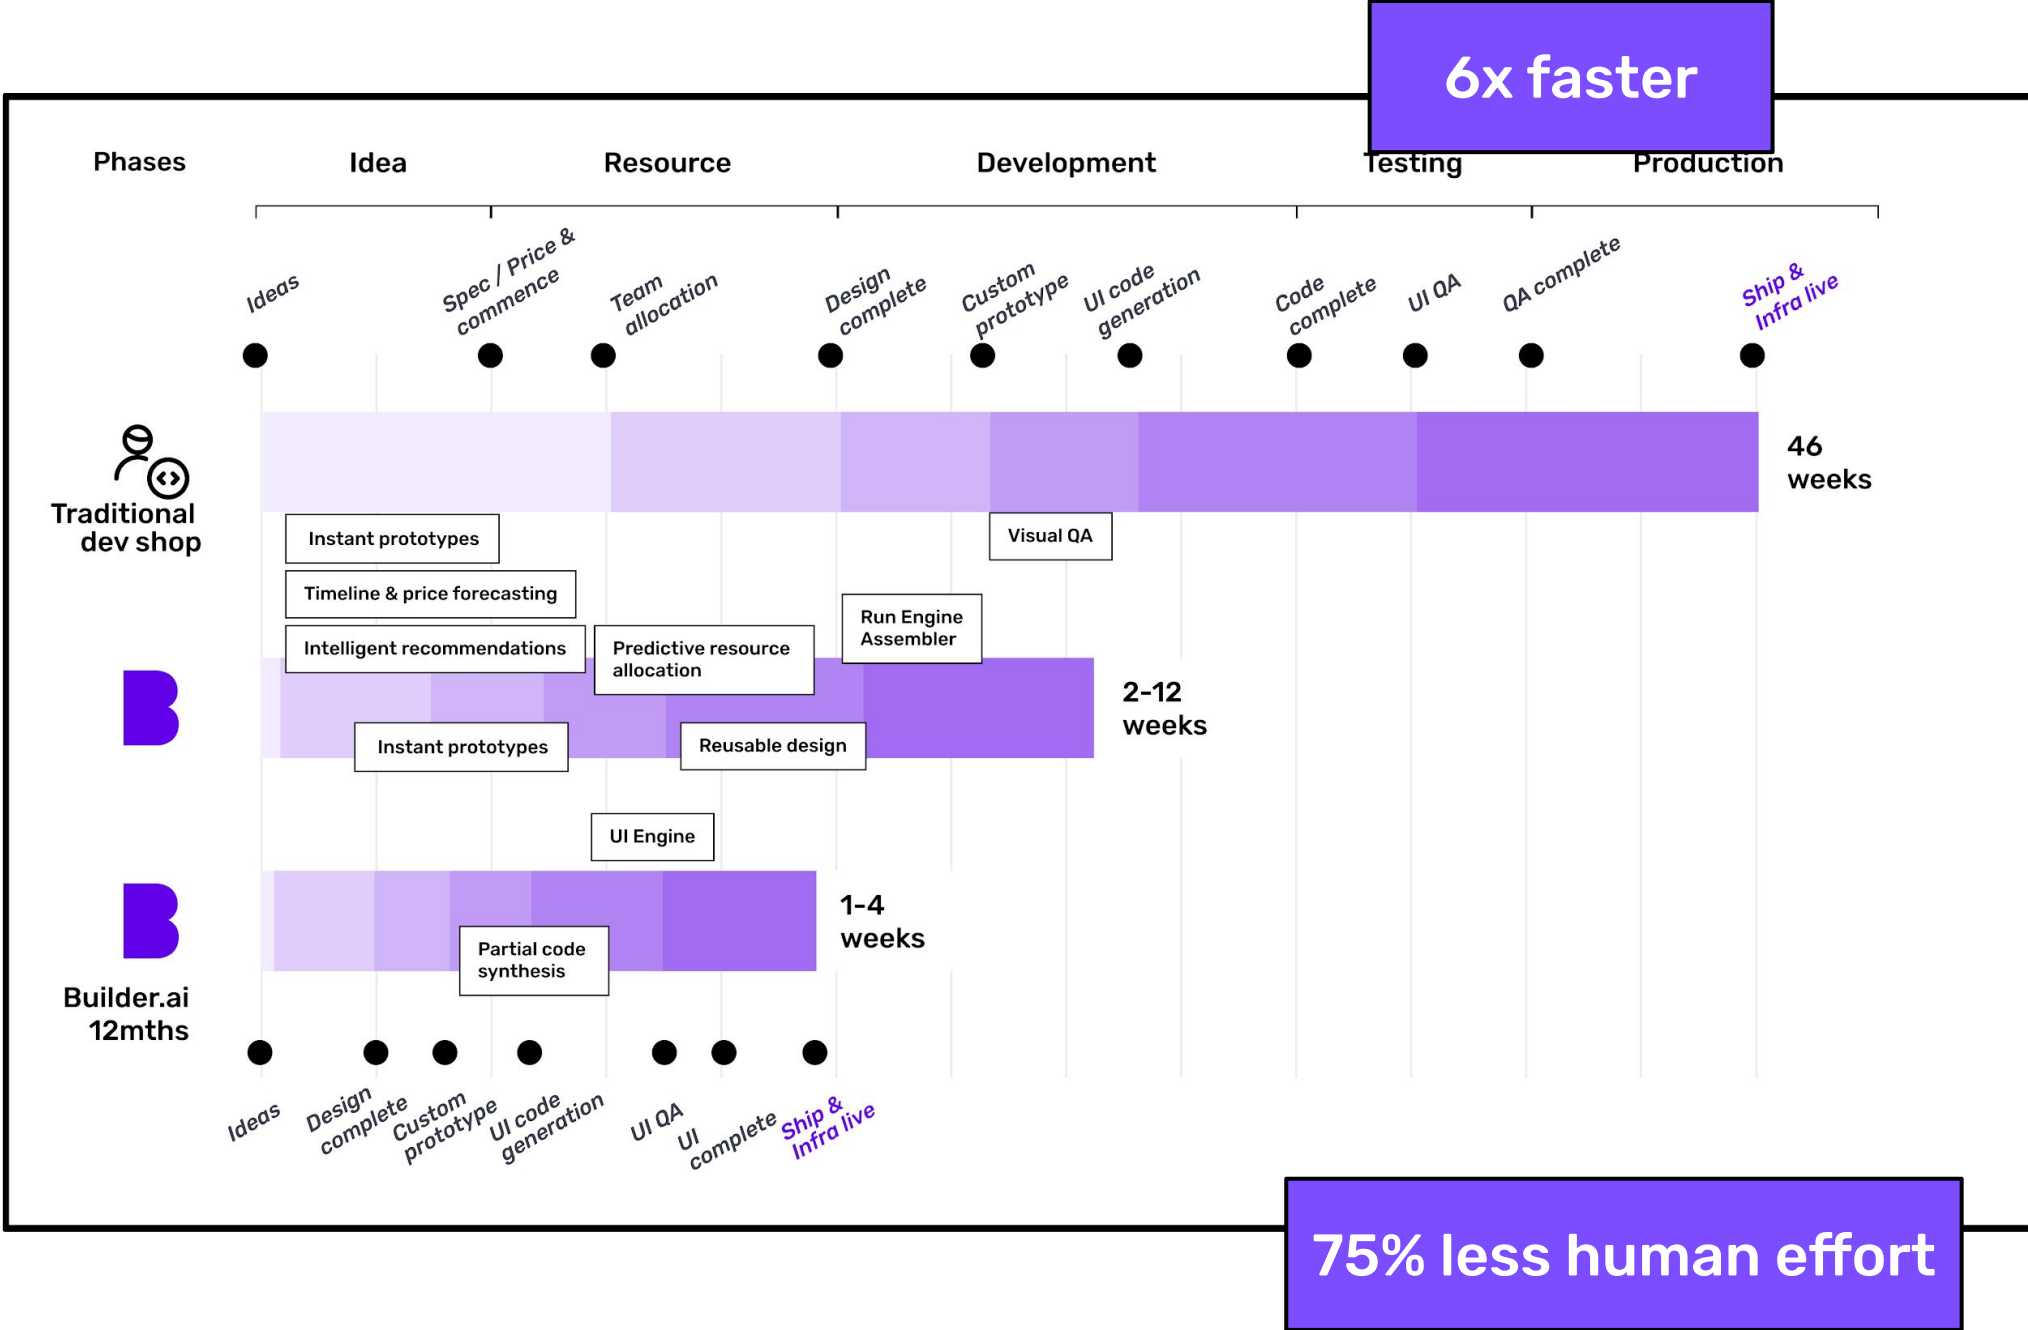 6x faster
Phases
Idea
Resource
Development
Testing
Production
Ideas
Spec / Price &
commence
Team
allocation
Design
complete
Custom
prototype
UI code
generation
Code
complete
UI QA
QA complete
Ship &
Infra live
Traditional
dev shop
46
weeks
Instant prototypes
Visual QA
Timeline & price forecasting
Intelligent recommendations
Predictive resource
allocation
Run Engine
Assembler
2-12
weeks
Instant prototypes
Reusable design
UI Engine
1-4
weeks
Partial code
synthesis
Builder.ai
12mths
Ideas
Design
complete
Custom
prototype
UI code
generation
UI QA
UI
complete
Ship &
Infra live
75% less human effort